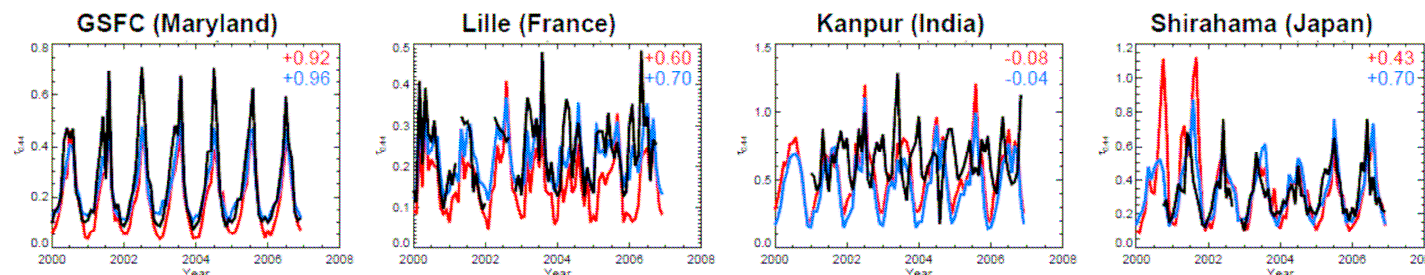 GSFC (Maryland) Lille (France) Kanpur (India) Shirahama (Japan)
0.8 +0.92 0.5 +0.60 1.5 -0.08 1.2 +0.43
+0.96 +0.70 -0.04 +0.70
0.6 0.4 1.0 1.0
0.8
0.4 0.3 0.6
0.2 0.2 0.5 0.4
0.2
0.0 0.1 0.0 0.0
2000 2002 2004 2006 2008 2000 2002 2004 2006 2008 2000 2002 2004 2006 2008 2000 2002 2004 2006
Year Year Year Year